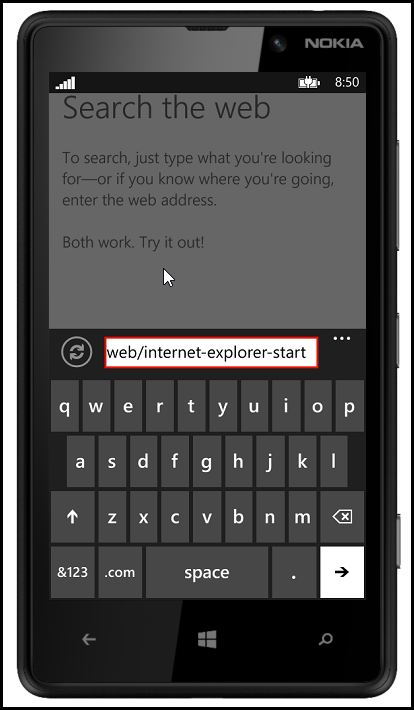 NOKIA
8:50
Search the web
To search, just type what you're looking
for—or if you know where you're going,
enter the web address.
Both work. Try it out!
web/internet-explorer-start
q w e r t y u i o p
a s d f g h j k l
z x c v b n m
&123 .com space .